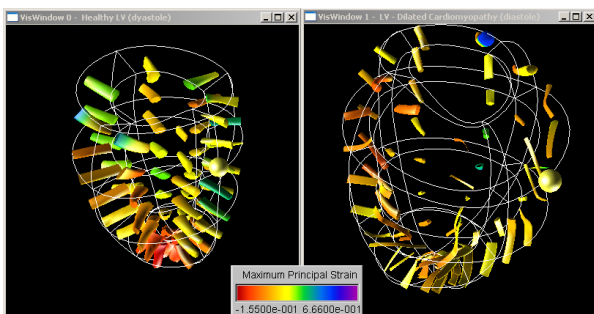 VisWindow 0 - Healthy LV (dyastole)
VisWindow 1 - LV - Dilated Cardiomyopathy (diastole)
Maximum Principal Strain
-1.5500e-001 6.6600e-001